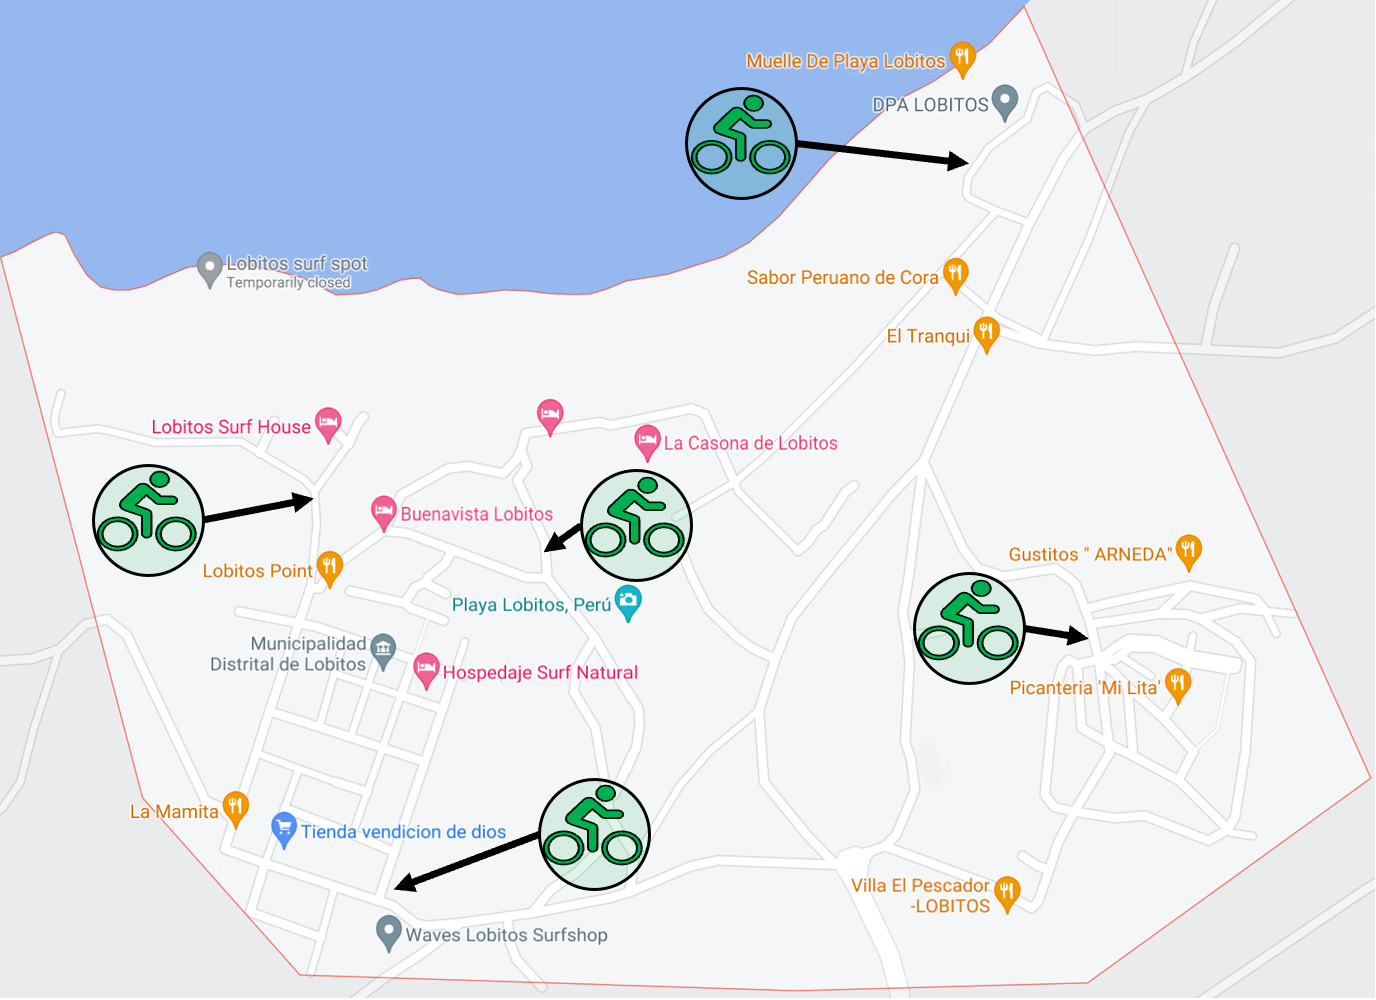 Muelle De Playa Lobitos
DPA LOBITOS
Lobitos surf spot
Temporarily closed
Sabor Peruano de Cora
El Tranqui
Lobitos Surf House
La Casona de Lobitos
Buenavista Lobitos
Gustitos " ARNEDA"
Lobitos Point
Playa Lobitos, Perú
Municipalidad
Distrital de Lobitos
Hospedaje Surf Natural
Picanteria 'Mi Lita'
La Mamita
Tienda vendicion de dios
Villa El Pescador
-LOBITOS
Waves Lobitos Surfshop